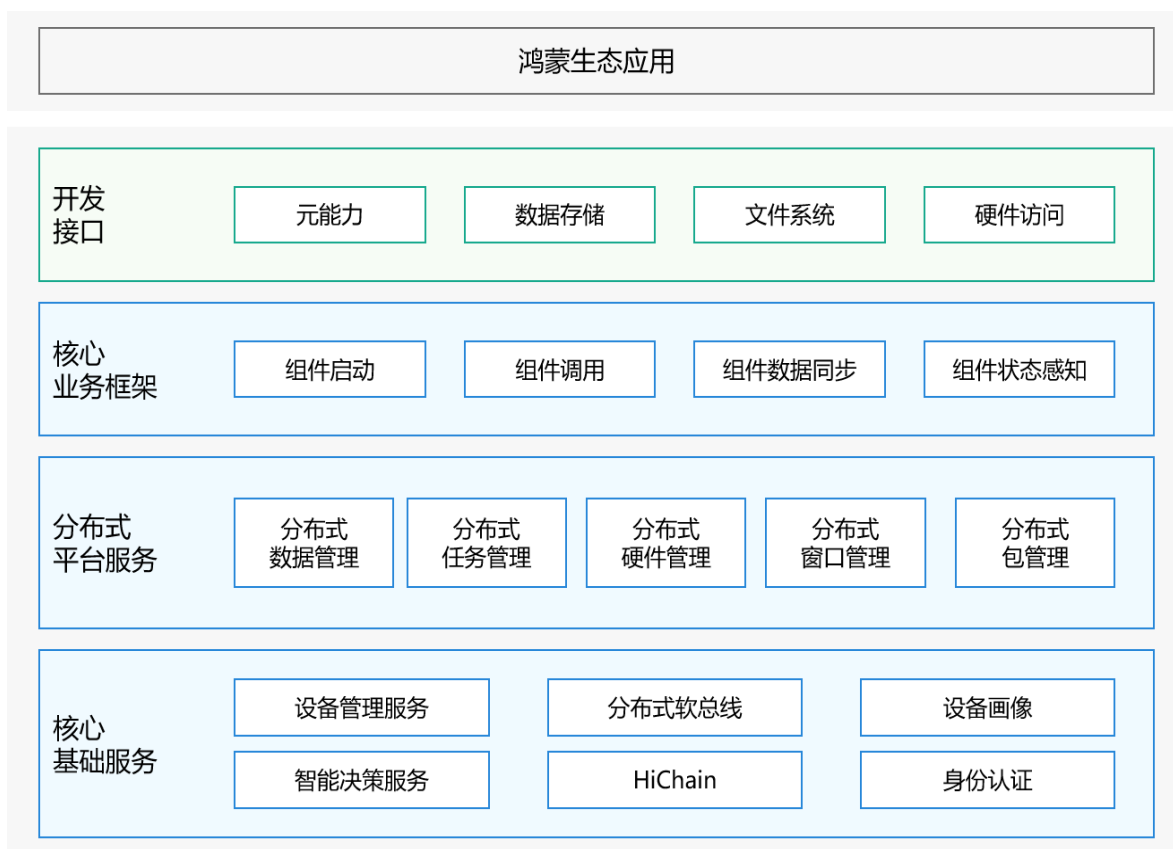 鸿蒙生态应用
开发
接口
元能力
数据存储
文件系统
硬件访问
核心
业务框架
组件启动
组件调用
组件数据同步
组件状态感知
分布式
平台服务
分布式
数据管理
分布式
任务管理
分布式
硬件管理
分布式
窗口管理
分布式
包管理
核心
基础服务
设备管理服务
分布式软总线
设备画像
智能决策服务
HiChain
身份认证